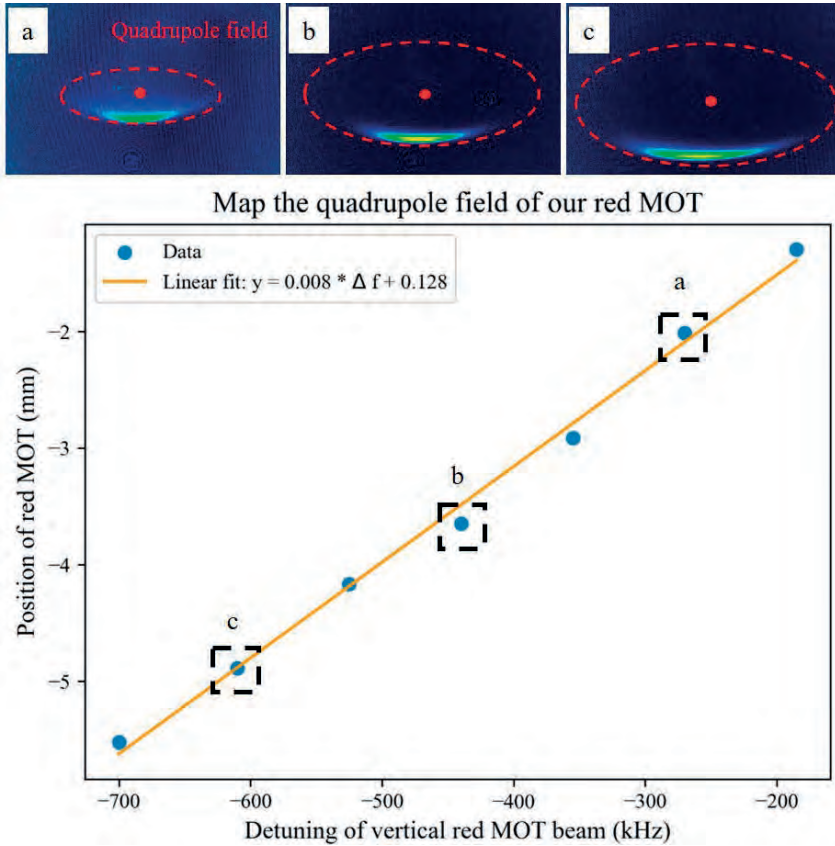 a
Quadrupole field
b
c
Map the quadrupole field of our red MOT
Data
Linear fit: y = 0.008 * Δ f + 0.128
a
b
c
−2
−3
−4
−5
Position of red MOT (mm)
−700 −600 −500 −400 −300 −200
Detuning of vertical red MOT beam (kHz)